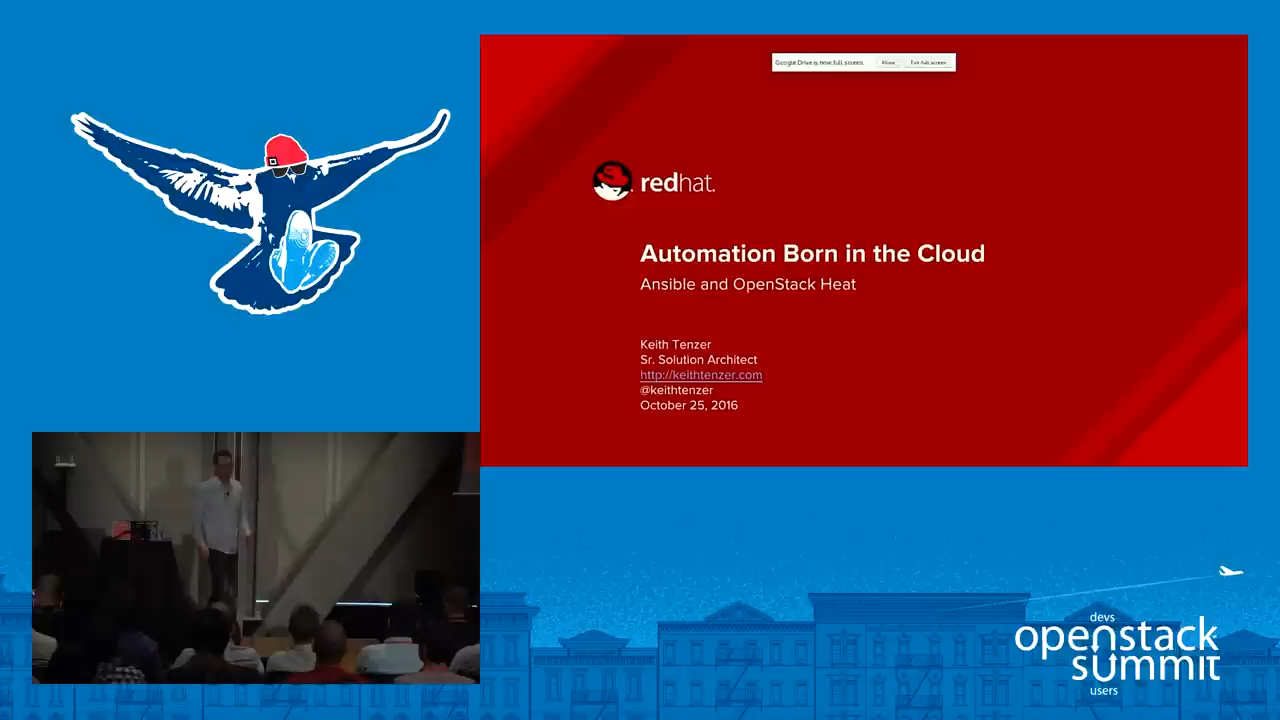 Google Drive is now full screen. Allow Exit full screen
redhat.
Automation Born in the Cloud
Ansible and OpenStack Heat
Keith Tenzer
Sr. Solution Architect
http://keithtenzer.com
@keithtenzer
October 25, 2016
devs
openstack
summit
users